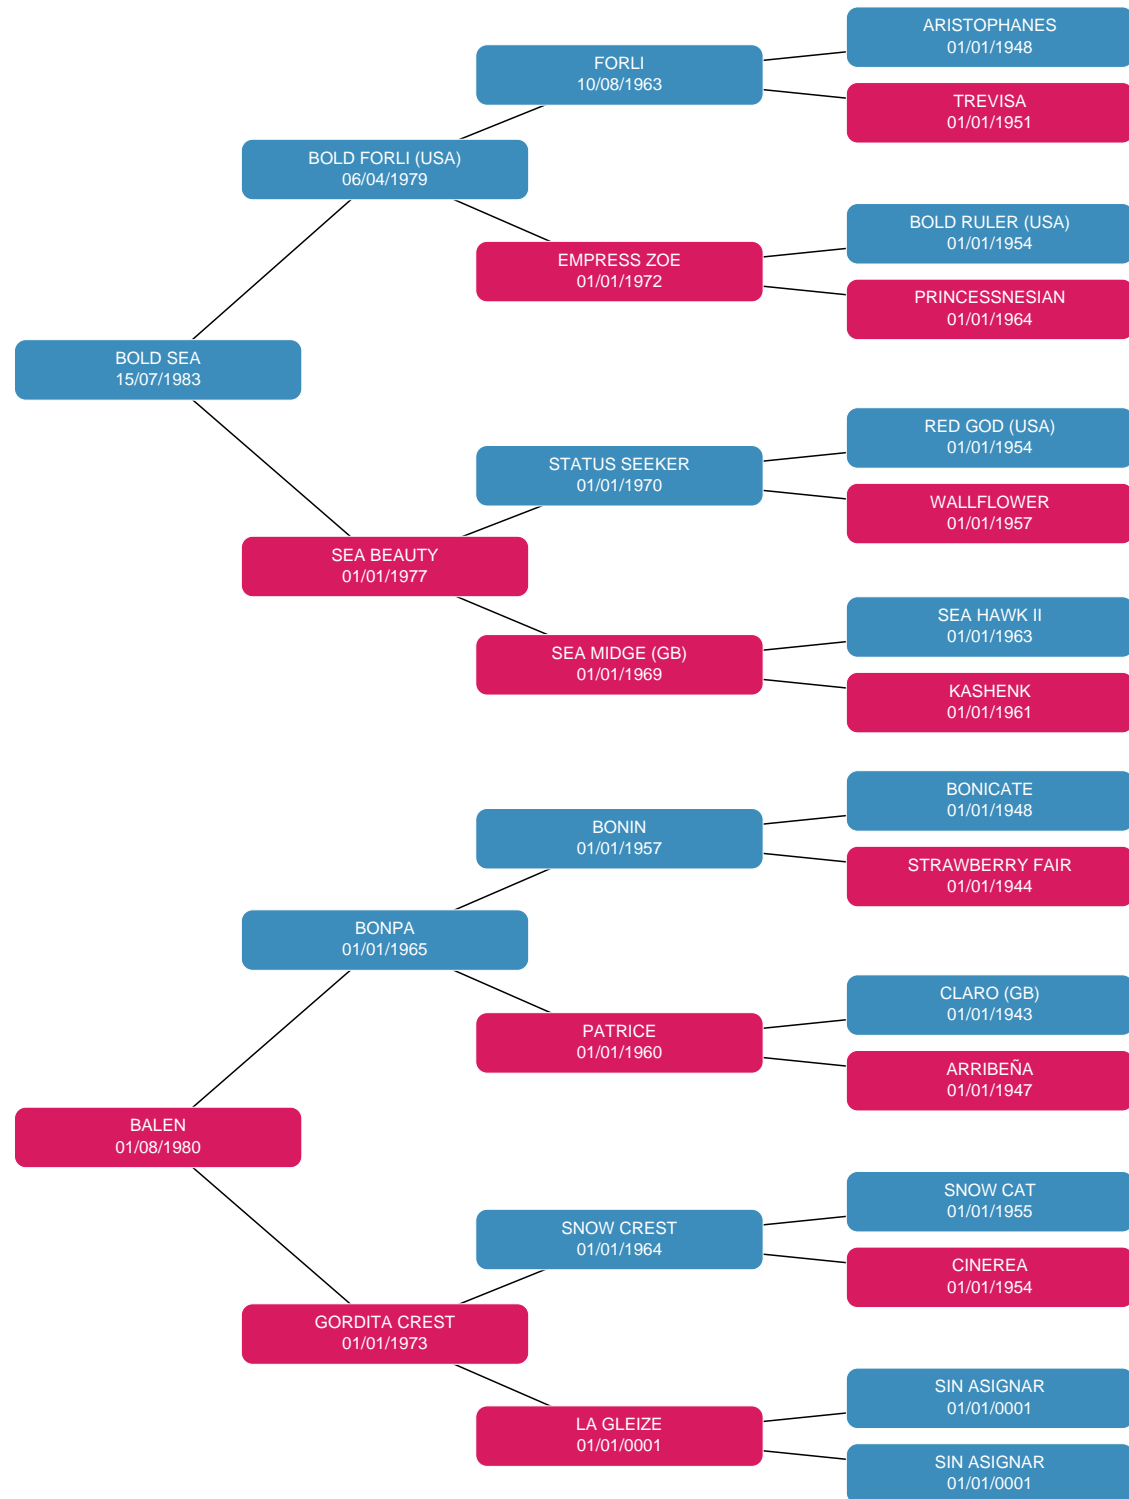 ARISTOPHANES
01/01/1948
FORLI
10/08/1963
TREVISA
01/01/1951
BOLD FORLI (USA)
06/04/1979
BOLD RULER (USA)
01/01/1954
EMPRESS ZOE
01/01/1972
PRINCESSNESIAN
01/01/1964
BOLD SEA
15/07/1983
RED GOD (USA)
01/01/1954
STATUS SEEKER
01/01/1970
WALLFLOWER
01/01/1957
SEA BEAUTY
01/01/1977
SEA HAWK II
01/01/1963
SEA MIDGE (GB)
01/01/1969
KASHENK
01/01/1961
BONICATE
01/01/1948
BONIN
01/01/1957
STRAWBERRY FAIR
01/01/1944
BONPA
01/01/1965
CLARO (GB)
01/01/1943
PATRICE
01/01/1960
ARRIBEÑA
01/01/1947
BALEN
01/08/1980
SNOW CAT
01/01/1955
SNOW CREST
01/01/1964
CINEREA
01/01/1954
GORDITA CREST
01/01/1973
SIN ASIGNAR
01/01/0001
LA GLEIZE
01/01/0001
SIN ASIGNAR
01/01/0001